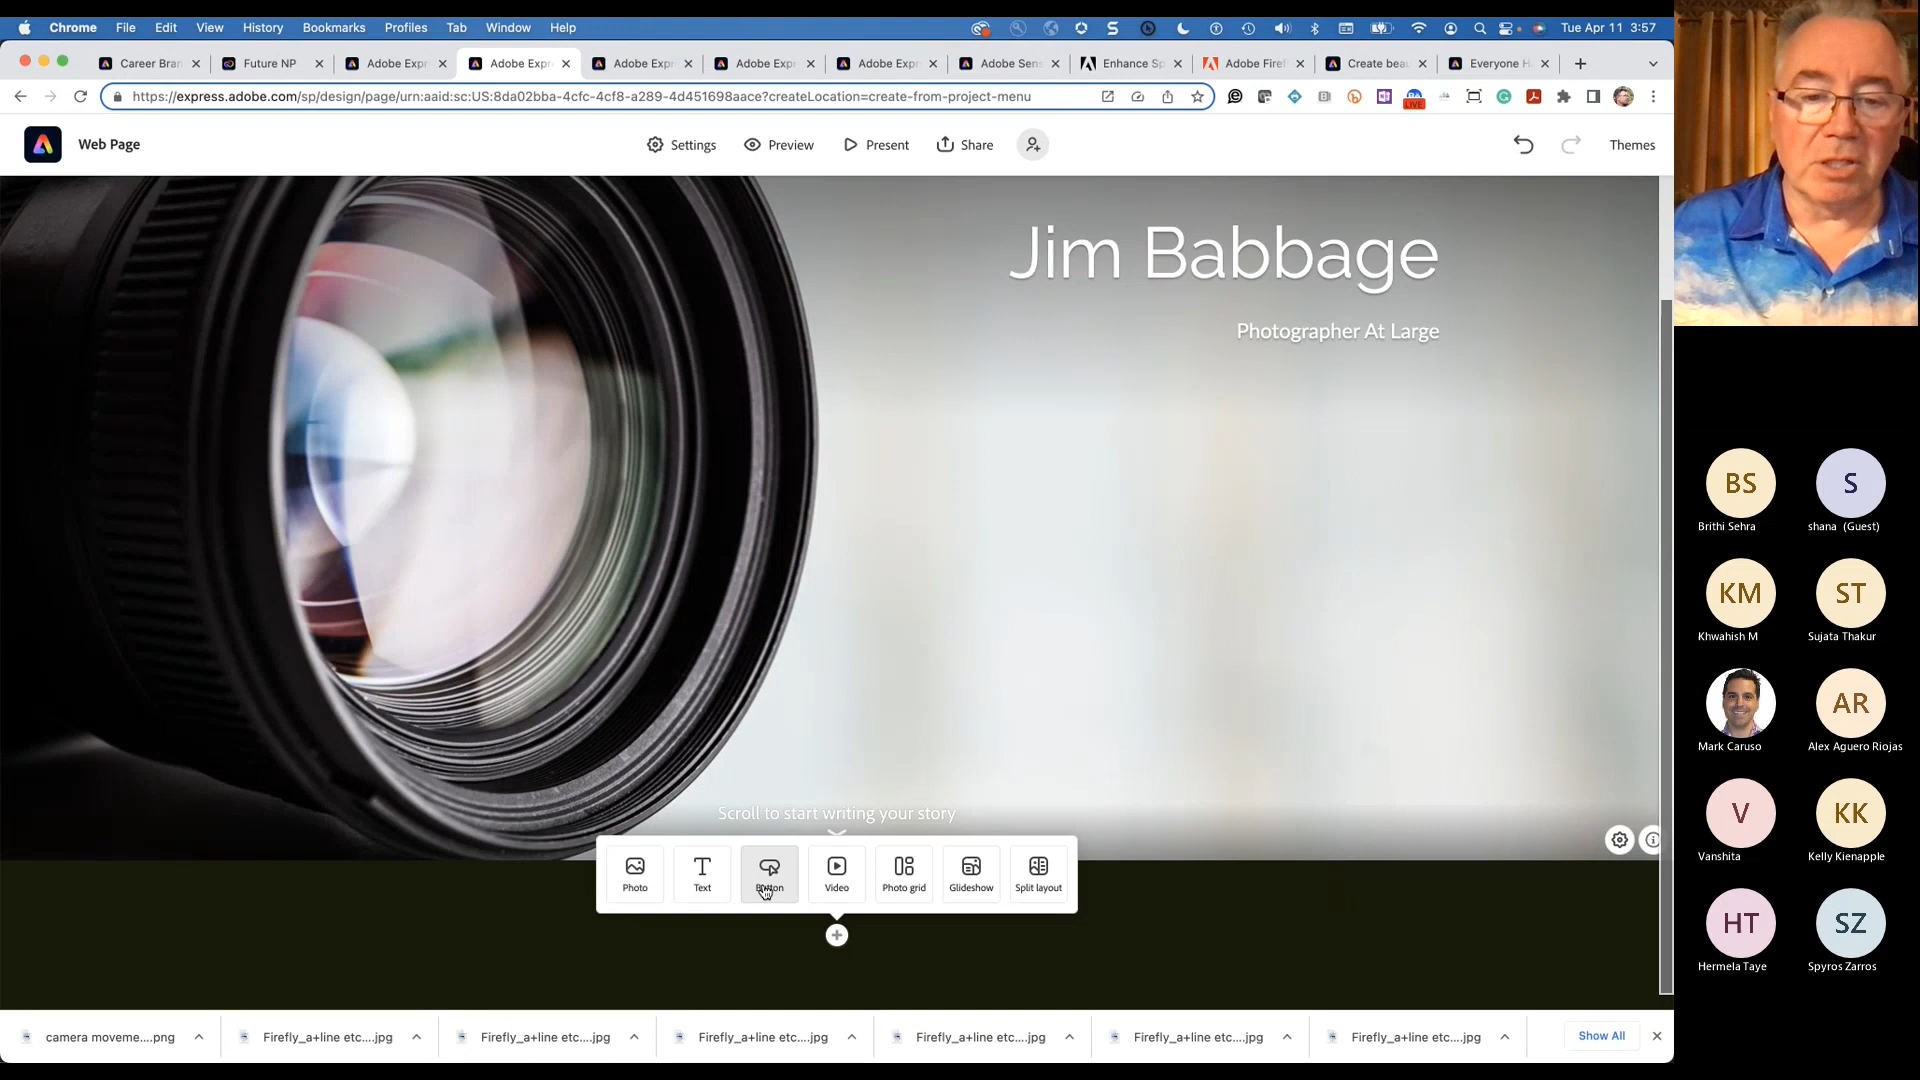 Chrome File Edit View History Bookmarks Profiles Tab Window Help Tue Apr 11 3:57
Career Bran Future NP Adobe Expr Adobe Expr Adobe Expr Adobe Expr Adobe Expr Adobe Sens Enhance Sp Adobe Firef Create beau Everyone H
https://express.adobe.com/sp/design/page/urn:aaid:sc:US:8da02bba-4cfc-4cf8-a289-4d451698aace?createLocation=create-from-project-menu
LIVE
Web Page Settings Preview Present Share Themes
Jim Babbage
Photographer At Large
Scroll to start writing your story
Photo Text Button Video Photo grid Glideshow Split layout
camera moveme....png Firefly_a+line etc....jpg Firefly_a+line etc....jpg Firefly_a+line etc....jpg Firefly_a+line etc....jpg Firefly_a+line etc....jpg Firefly_a+line etc....jpg Show All
BS S
Brithi Sehra shana (Guest)
KM ST
Khwahish M Sujata Thakur
AR
Mark Caruso Alex Aguero Riojas
V KK
Vanshita Kelly Kienapple
HT SZ
Hermela Taye Spyros Zarros